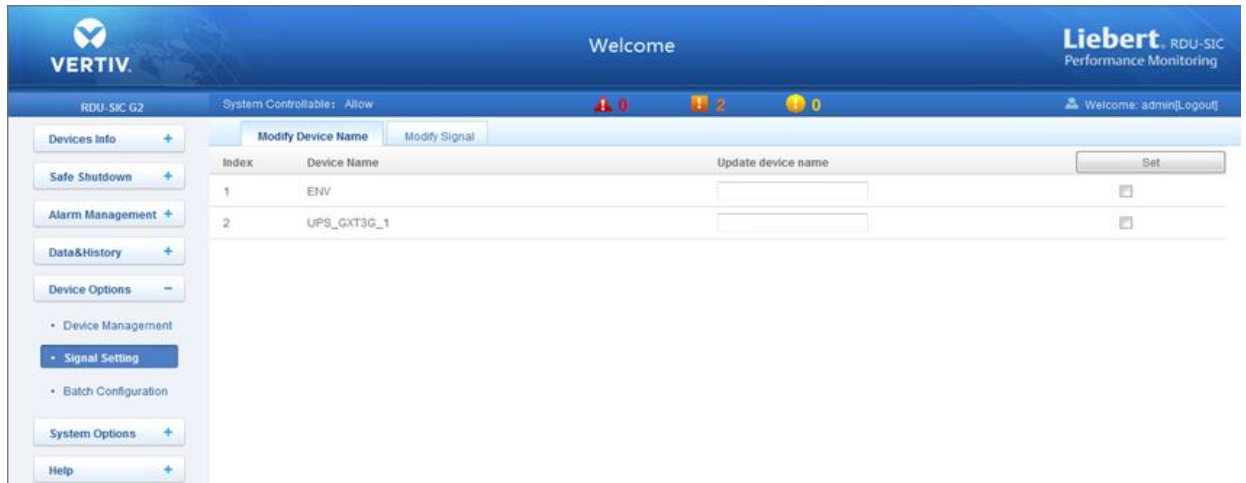 VERTIV.
Welcome
Liebert. RDU-SIC
Performance Monitoring
RDU-SIC G2
System Controllable: Allow
0
2
0
Welcome: admin[Logout]
Devices Info +
Safe Shutdown +
Alarm Management +
Data&History +
Device Options −
• Device Management
• Signal Setting
• Batch Configuration
System Options +
Help +
Modify Device Name Modify Signal
Index Device Name Update device name Set
1 ENV
2 UPS_GXT3G_1